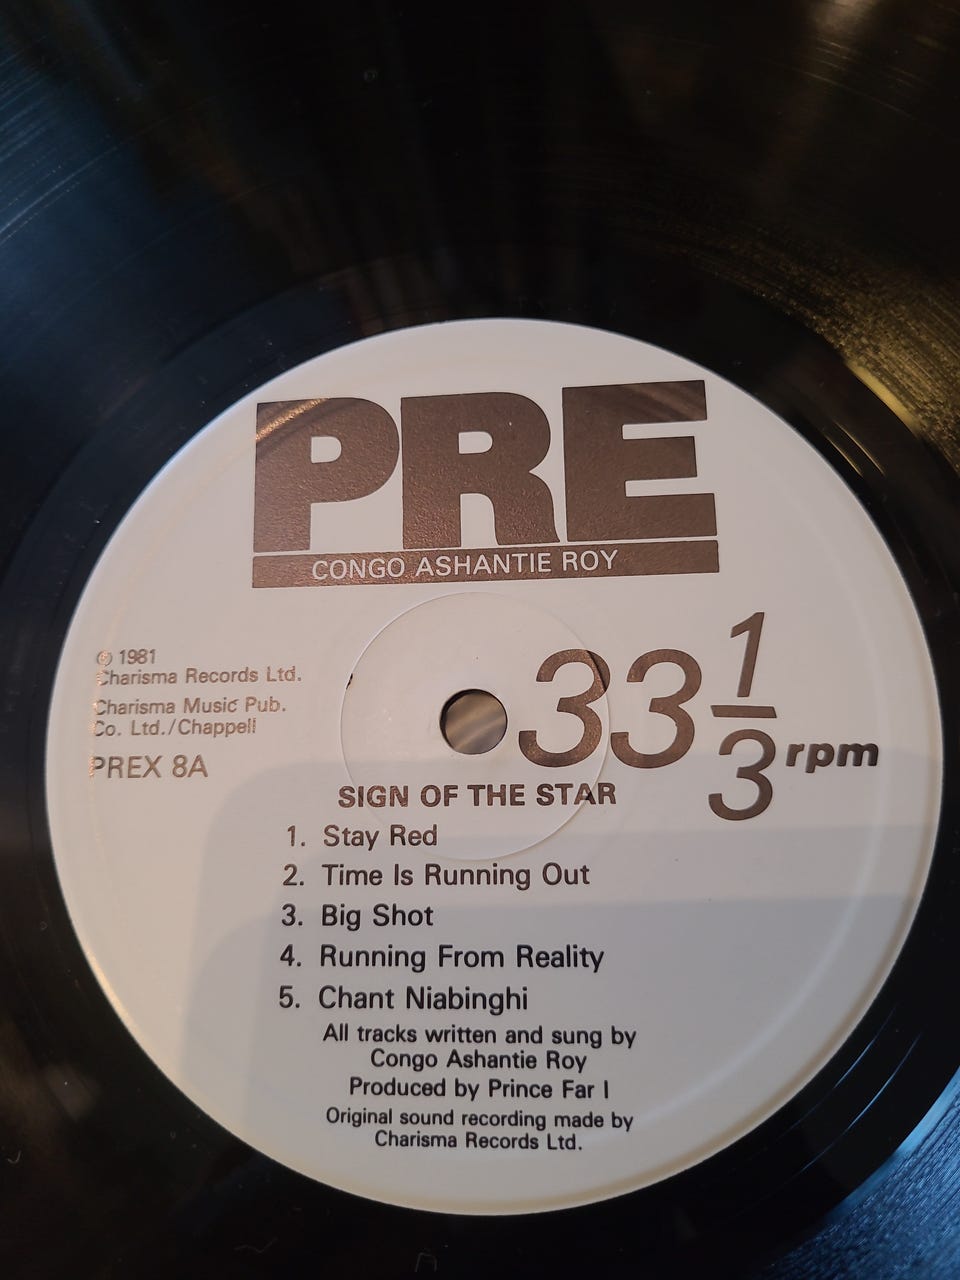 PRE
CONGO ASHANTIE ROY
℗ 1981
Charisma Records Ltd.
Charisma Music Pub.
Co. Ltd./Chappell
PREX 8A
33 1/3 rpm
SIGN OF THE STAR
1. Stay Red
2. Time Is Running Out
3. Big Shot
4. Running From Reality
5. Chant Niabinghi
All tracks written and sung by
Congo Ashantie Roy
Produced by Prince Far I
Original sound recording made by
Charisma Records Ltd.